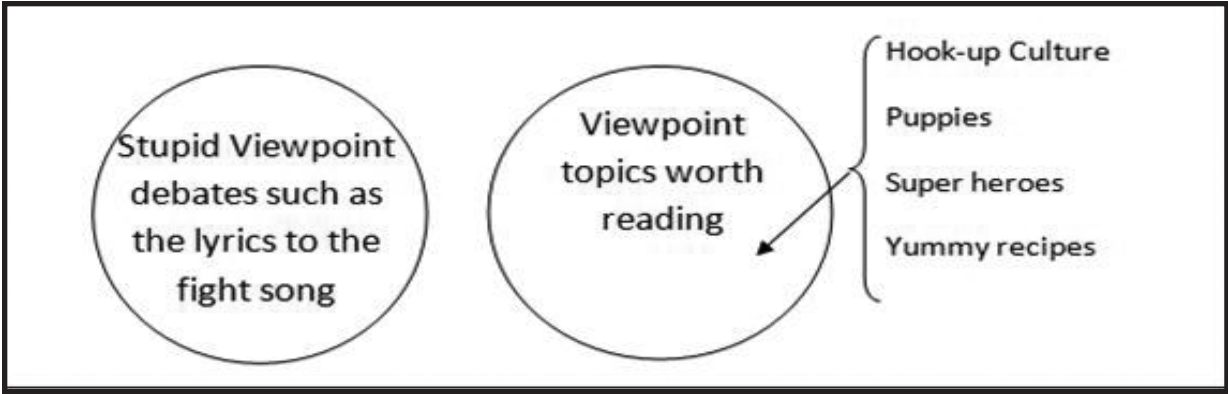 Stupid Viewpoint
debates such as
the lyrics to the
fight song
Viewpoint
topics worth
reading
Hook-up Culture
Puppies
Super heroes
Yummy recipes